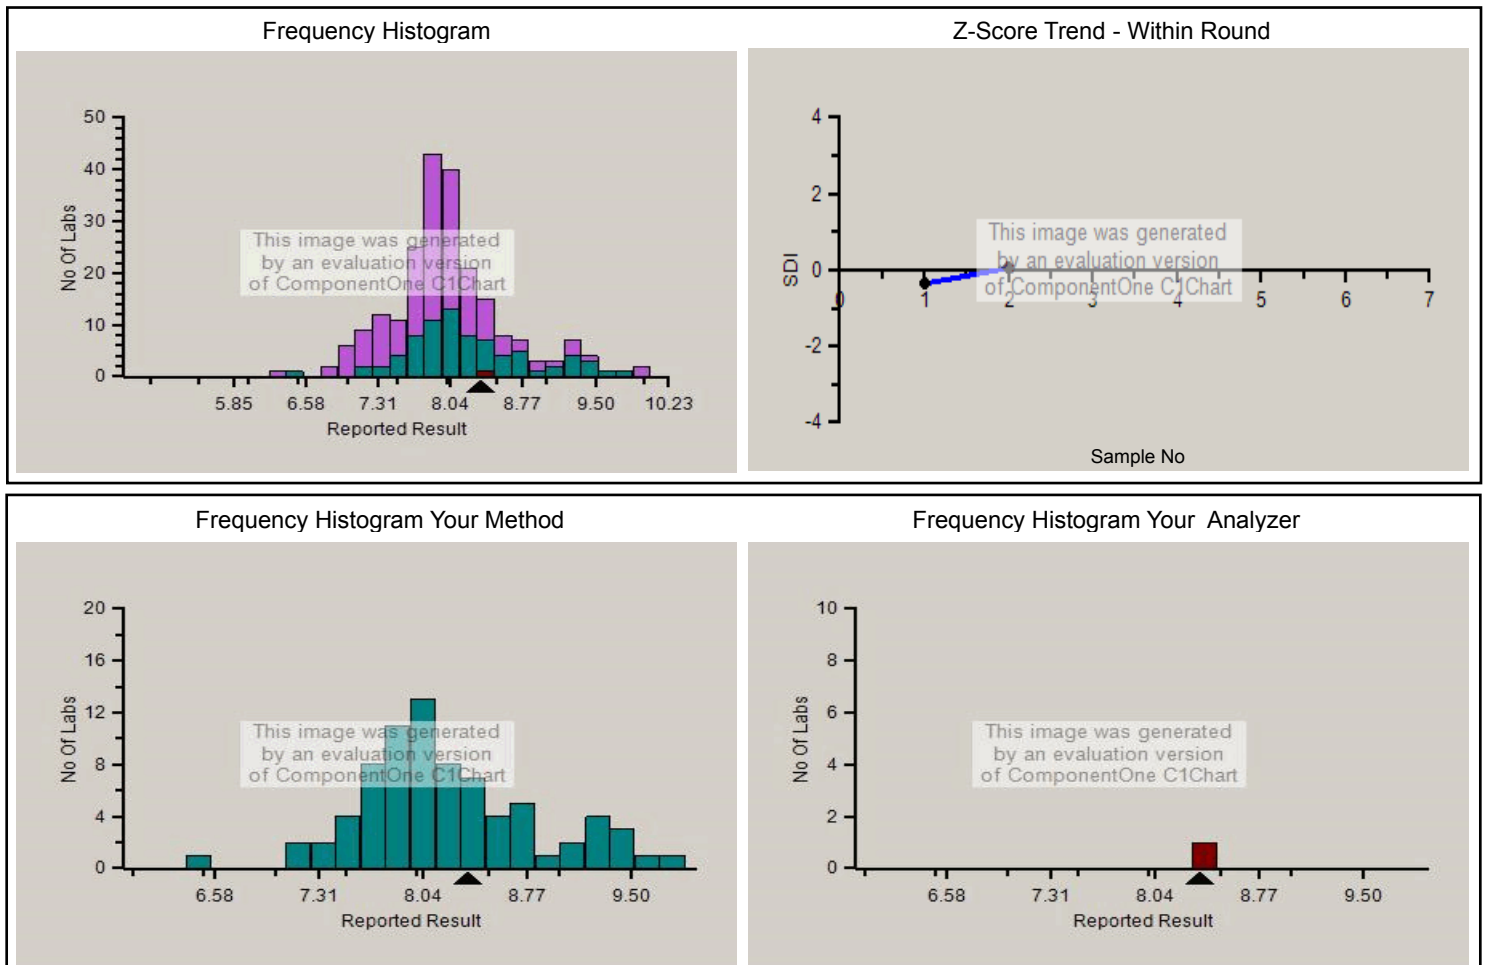 Frequency Histogram
50
40
30
20
10
0
No Of Labs
This image was generated
by an evaluation version
of ComponentOne C1Chart
5.85 6.58 7.31 8.04 8.77 9.50 10.23
Reported Result
Z-Score Trend - Within Round
4
2
0
-2
-4
SDI
This image was generated
by an evaluation version
of ComponentOne C1Chart
0 1 2 3 4 5 6 7
Sample No
Frequency Histogram Your Method
20
16
12
8
4
0
No Of Labs
This image was generated
by an evaluation version
of ComponentOne C1Chart
6.58 7.31 8.04 8.77 9.50
Reported Result
Frequency Histogram Your Analyzer
10
8
6
4
2
0
No Of Labs
This image was generated
by an evaluation version
of ComponentOne C1Chart
6.58 7.31 8.04 8.77 9.50
Reported Result